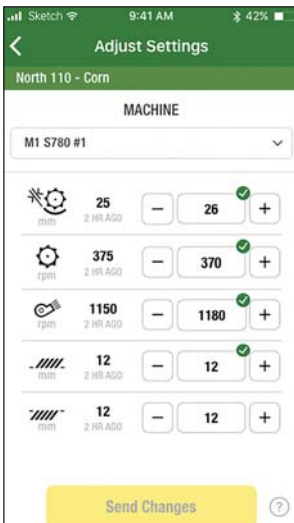 Sketch 9:41 AM 42%
Adjust Settings
North 110 - Corn
MACHINE
M1 S780 #1
25 − 26 +
mm 2 HR AGO
375 − 370 +
rpm 2 HR AGO
1150 − 1180 +
rpm 2 HR AGO
12 − 12 +
mm 2 HR AGO
12 − 12 +
mm 2 HR AGO
Send Changes ?